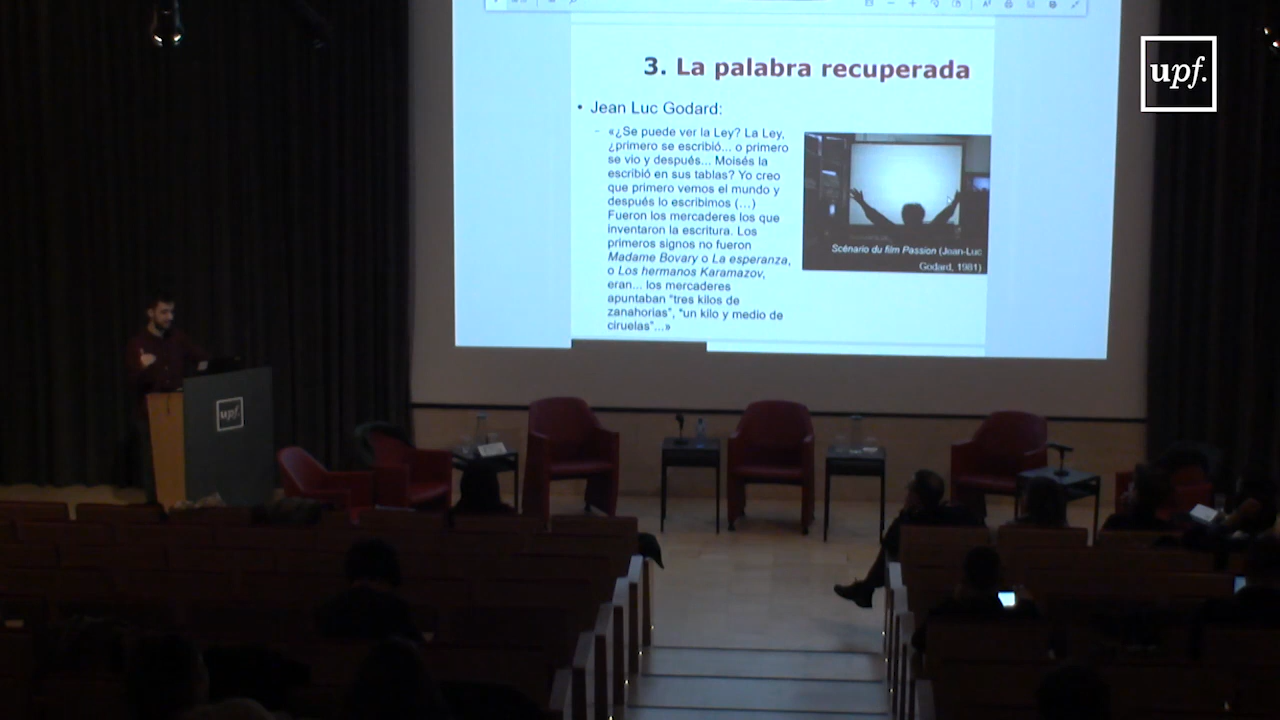 3. La palabra recuperada
upf.
• Jean Luc Godard:
– «¿Se puede ver la Ley? La Ley,
¿primero se escribió... o primero
se vio y después... Moisés la
escribió en sus tablas? Yo creo
que primero vemos el mundo y
después lo escribimos (...)
Fueron los mercaderes los que
inventaron la escritura. Los
primeros signos no fueron
Madame Bovary o La esperanza,
o Los hermanos Karamazov,
eran... los mercaderes
apuntaban “tres kilos de
zanahorias”, “un kilo y medio de
ciruelas”...»
Scénario du film Passion (Jean-Luc
Godard, 1981)
upf.